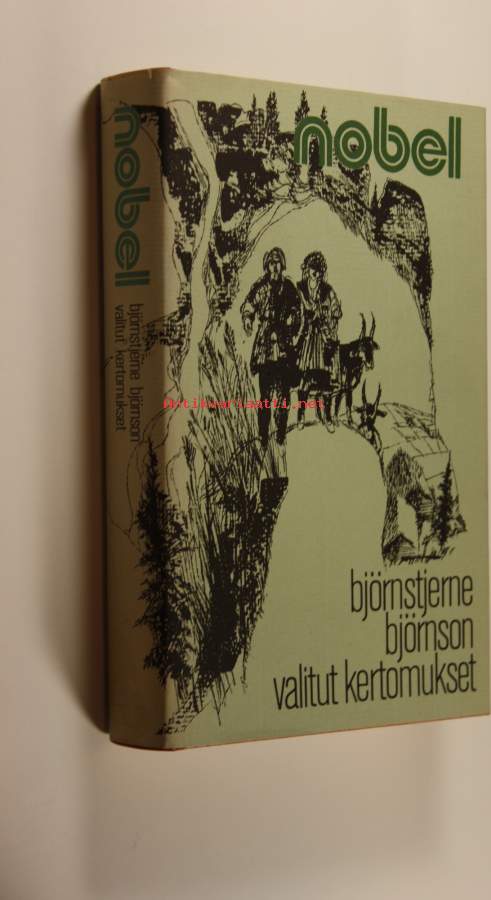 nobel
björnstjerne
björnson
valitut kertomukset
nobel
björnstjerne björnson
valitut kertomukset
Antikvariaatti.net